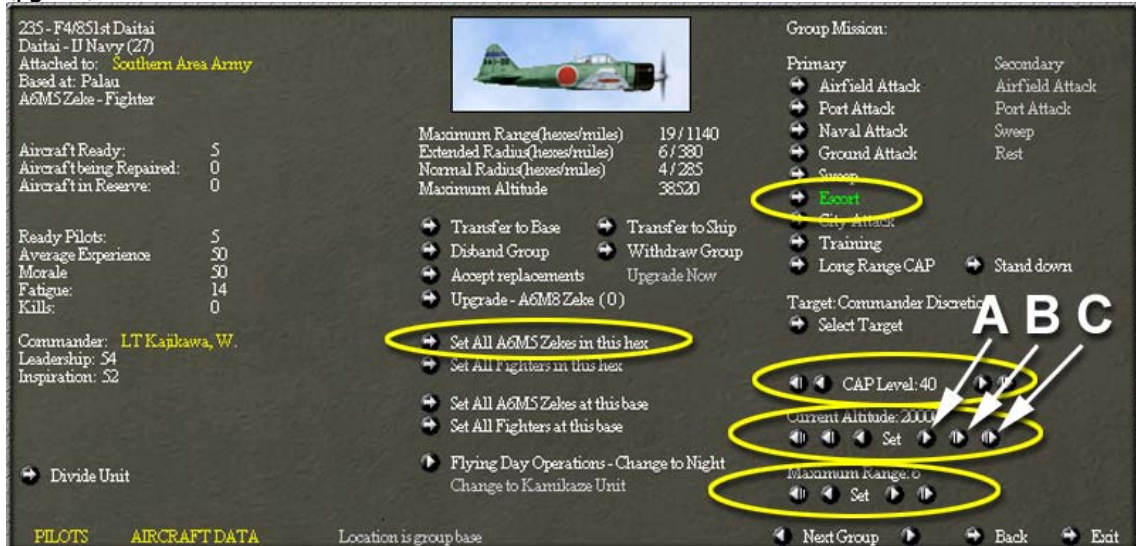 235 - F4/851st Daitai
Daitai - IJ Navy (27)
Attached to: Southern Area Army
Based at: Palau
A6M5 Zeke - Fighter
Aircraft Ready: 5
Aircraft being Repaired: 0
Aircraft in Reserve: 0
Ready Pilots: 5
Average Experience 50
Morale 50
Fatigue: 14
Kills: 0
Commander: LT Kajikawa, W.
Leadership: 54
Inspiration: 52
Divide Unit
PILOTS AIRCRAFT DATA
Maximum Range(hexes/miles) 19 / 1140
Extended Radius(hexes/miles) 6 / 380
Normal Radius(hexes/miles) 4 / 285
Maximum Altitude 38520
Transfer to Base Transfer to Ship
Disband Group Withdraw Group
Accept replacements Upgrade Now
Upgrade - A6M8 Zeke ( 0 )
Set All A6M5 Zekes in this hex
Set All Fighters in this hex
Set All A6M5 Zekes at this base
Set All Fighters at this base
Flying Day Operations - Change to Night
Change to Kamikaze Unit
Location is group base
Group Mission:
Primary Secondary
Airfield Attack Airfield Attack
Port Attack Port Attack
Naval Attack Sweep
Ground Attack Rest
Sweep
Escort
City Attack
Training
Long Range CAP Stand down
Target: Commander Discretion
Select Target
A B C
CAP Level: 40
Current Altitude: 20000
Set
Maximum Range: 6
Set
Next Group Back Exit